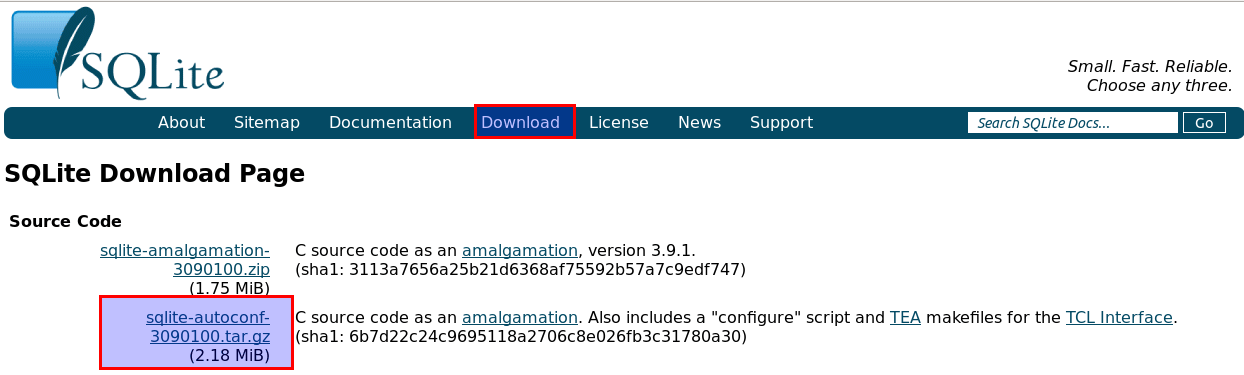 SQLite
Small. Fast. Reliable.
Choose any three.
About Sitemap Documentation Download License News Support Search SQLite Docs... Go
SQLite Download Page
Source Code
sqlite-amalgamation- C source code as an amalgamation, version 3.9.1.
3090100.zip (sha1: 3113a7656a25b21d6368af75592b57a7c9edf747)
(1.75 MiB)
sqlite-autoconf- C source code as an amalgamation. Also includes a "configure" script and TEA makefiles for the TCL Interface.
3090100.tar.gz (sha1: 6b7d22c24c9695118a2706c8e026fb3c31780a30)
(2.18 MiB)